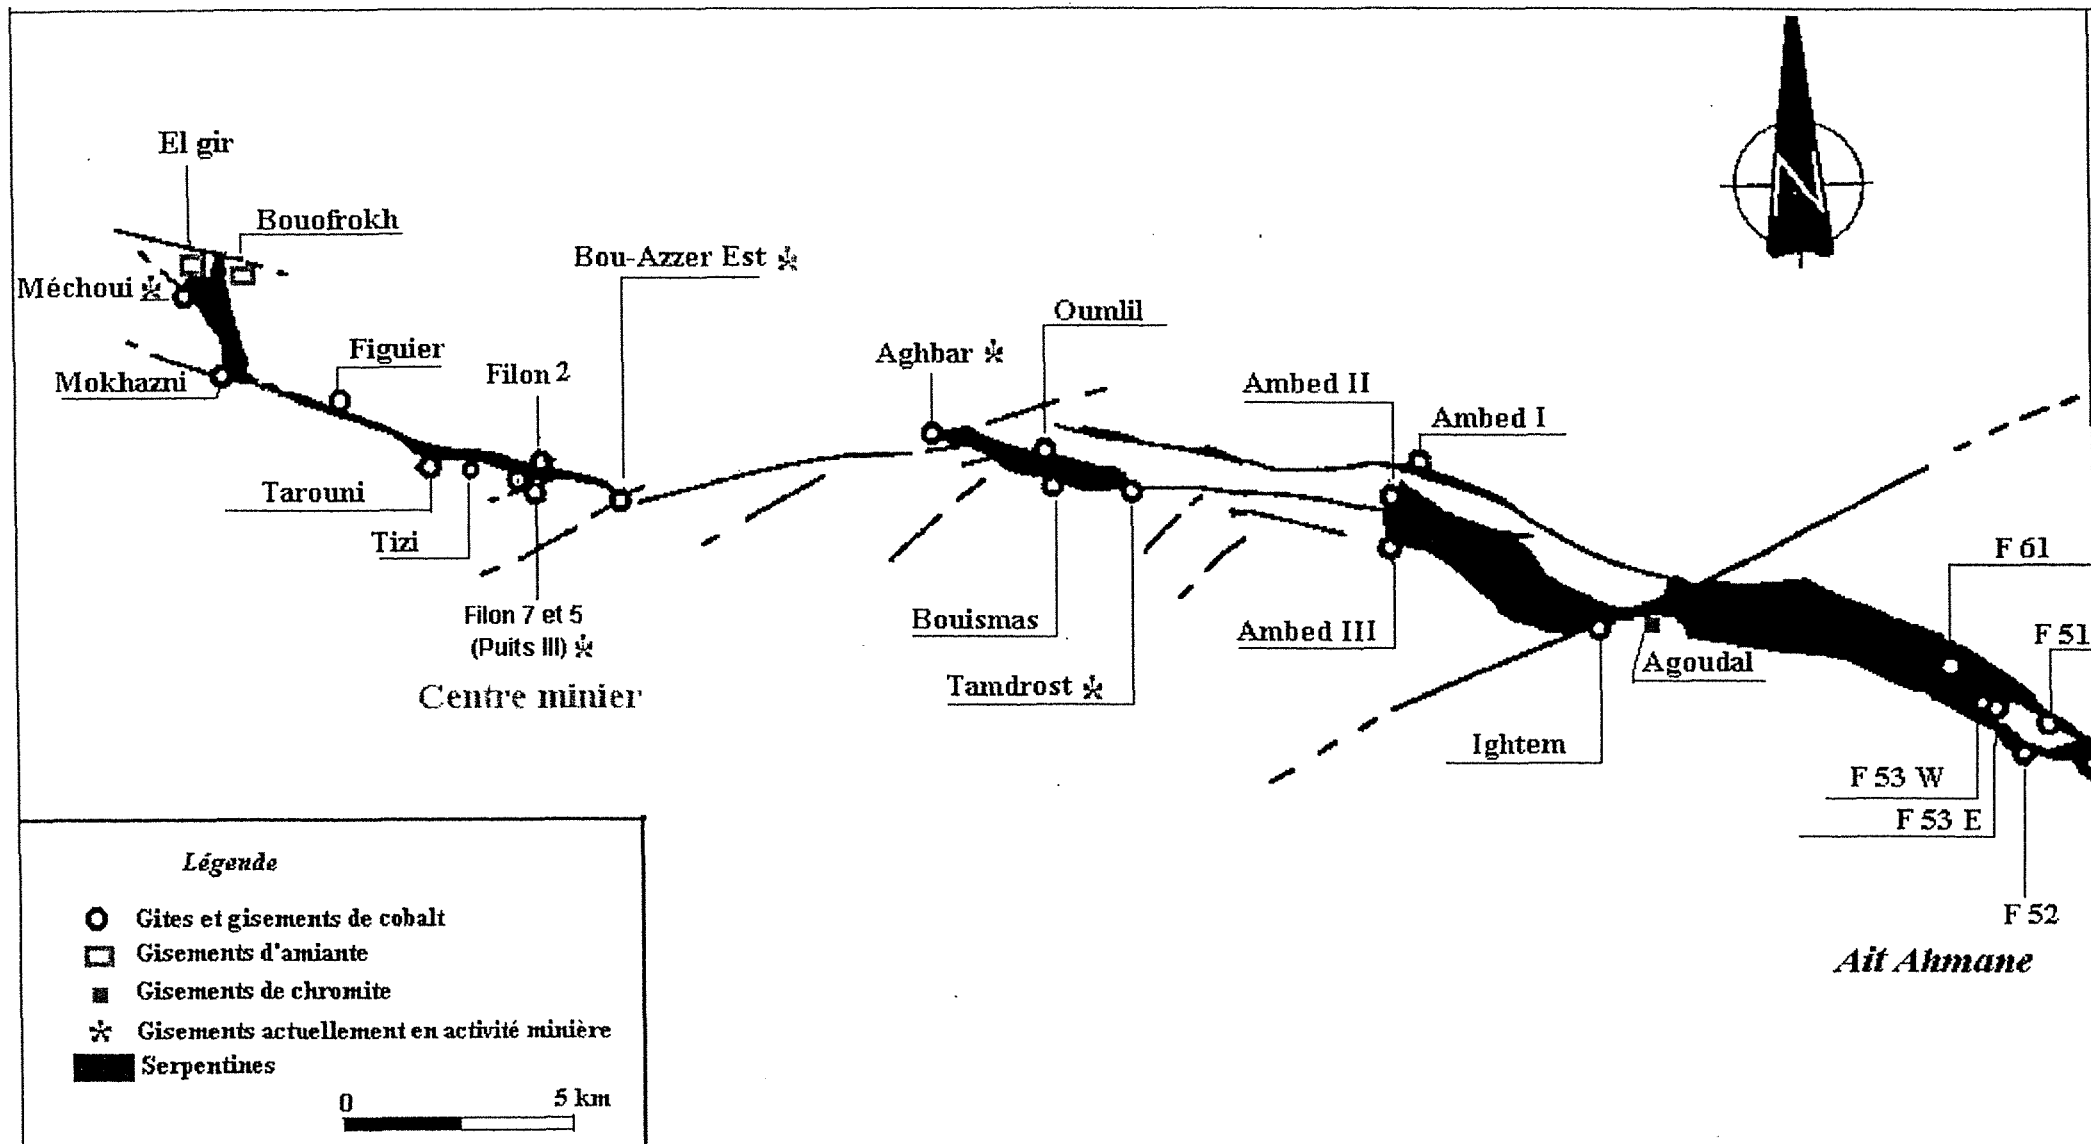 N
El gir
Bouofrokh
Bou-Azzer Est *
Méchoui *
Oumlil
Figuier
Aghbar *
Filon 2
Mokhazni
Ambed II
Ambed I
Tarouni
Tizi
F 61
Filon 7 et 5
(Puits III) *
Bouismas
Ambed III
F 51
Agoudal
Centre minier
Tamdrost *
Ightem
F 53 W
F 53 E
F 52
Ait Ahmane
Légende
Gites et gisements de cobalt
Gisements d'amiante
Gisements de chromite
Gisements actuellement en activité minière
Serpentines
0 5 km